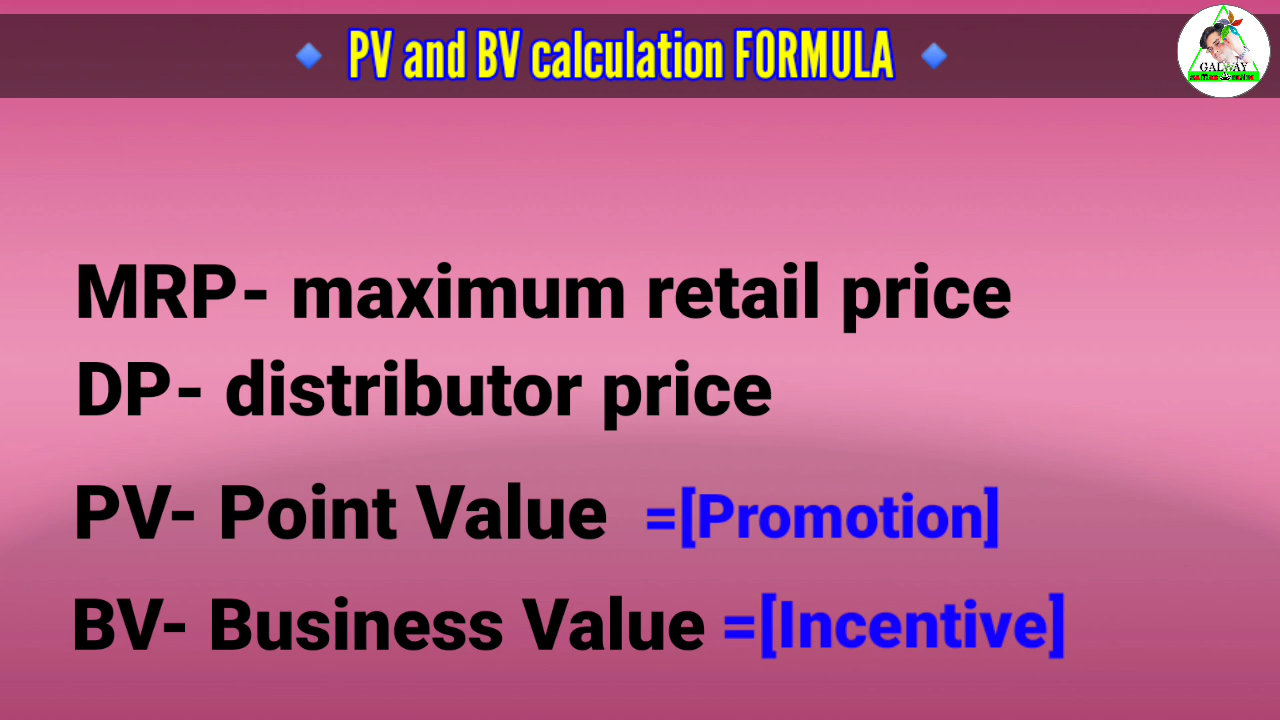 PV and BV calculation FORMULA
GALWAY
MRP- maximum retail price
DP- distributor price
PV- Point Value =[Promotion]
BV- Business Value =[Incentive]